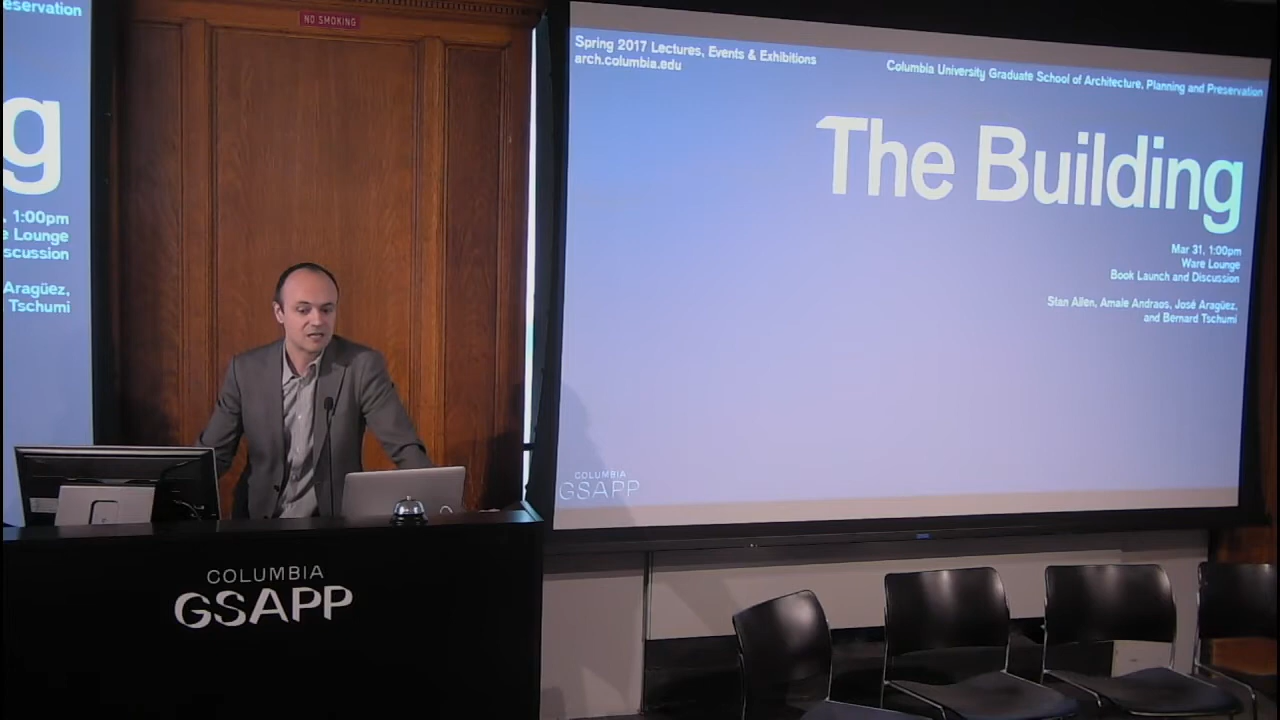 eservation
g
, 1:00pm
e Lounge
scussion
Aragüez,
Tschumi
NO SMOKING
Spring 2017 Lectures, Events & Exhibitions
arch.columbia.edu
Columbia University Graduate School of Architecture, Planning and Preservation
The Building
Mar 31, 1:00pm
Ware Lounge
Book Launch and Discussion
Stan Allen, Amale Andraos, José Aragüez,
and Bernard Tschumi
COLUMBIA
GSAPP
COLUMBIA
GSAPP